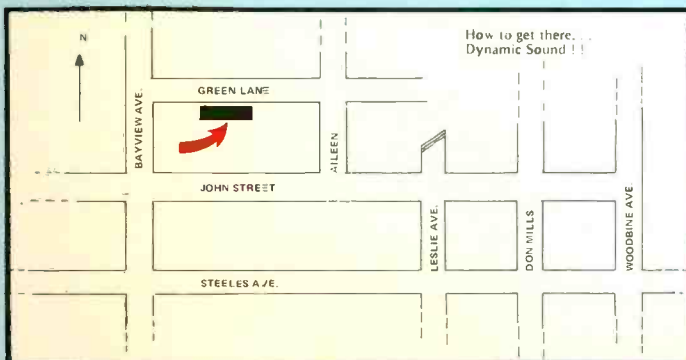 How to get there. . .
Dynamic Sound ! !
N
GREEN LANE
BAYVIEW AVE.
AILEEN
JOHN STREET
LESLIE AVE.
DON MILLS
WOODBINE AVE
STEELES AVE.